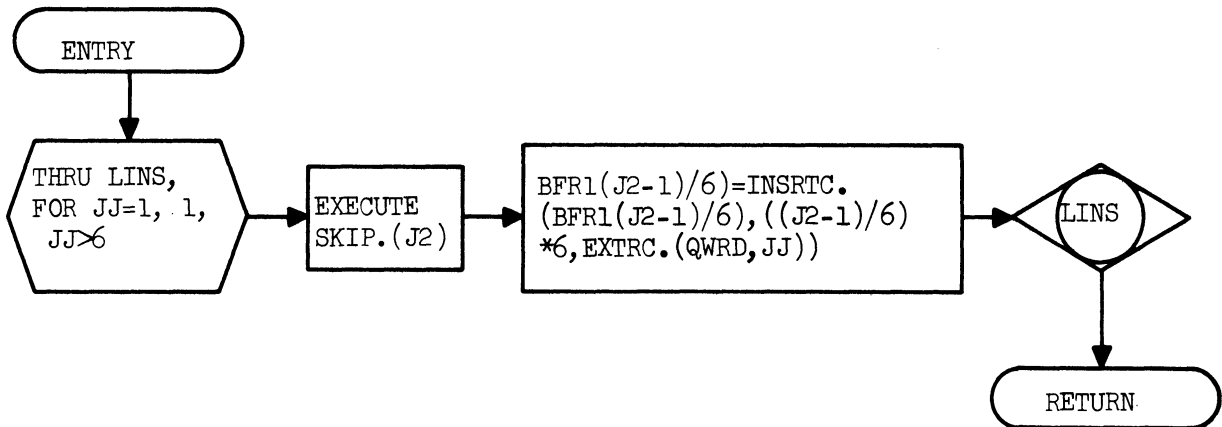 ENTRY
THRU LINS,
FOR JJ=1, 1,
JJ>6
EXECUTE
SKIP.(J2)
BFR1(J2-1)/6)=INSRTC.
(BFR1(J2-1)/6),((J2-1)/6)
*6,EXTRC.(QWRD,JJ))
LINS
RETURN